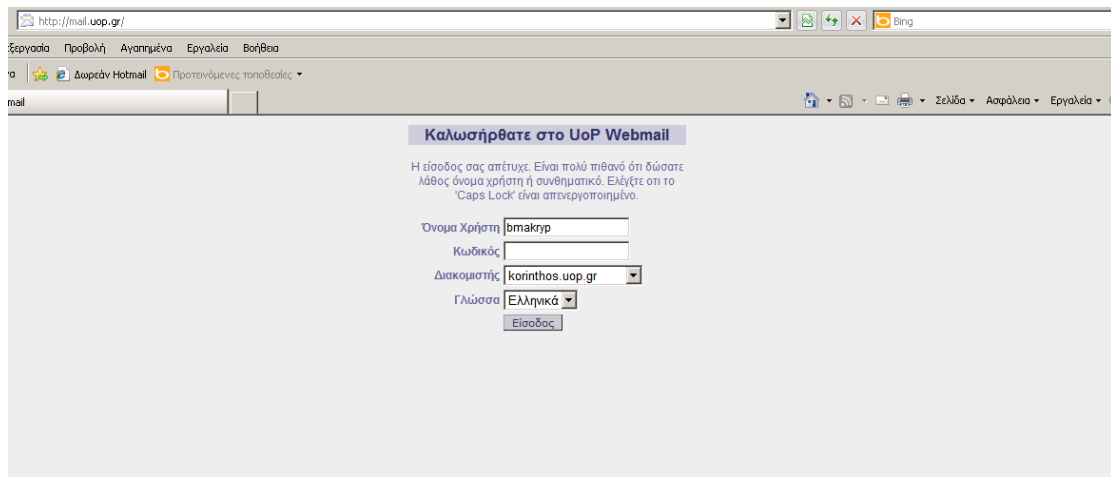 http://mail.uop.gr/
Bing
Προβολή Αγαπημένα Εργαλεία Βοήθεια
Δωρεάν Hotmail Προτεινόμενες τοποθεσίες
mail
Σελίδα Ασφάλεια Εργαλεία
Καλωσήρθατε στο UoP Webmail
Η είσοδος σας απέτυχε. Είναι πολύ πιθανό ότι δώσατε
λάθος όνομα χρήστη ή συνθηματικό. Ελέγξτε οτι το
'Caps Lock' είναι απενεργοποιημένο.
Όνομα Χρήστη bmakryp
Κωδικός
Διακομιστής korinthos.uop.gr
Γλώσσα Ελληνικά
Είσοδος